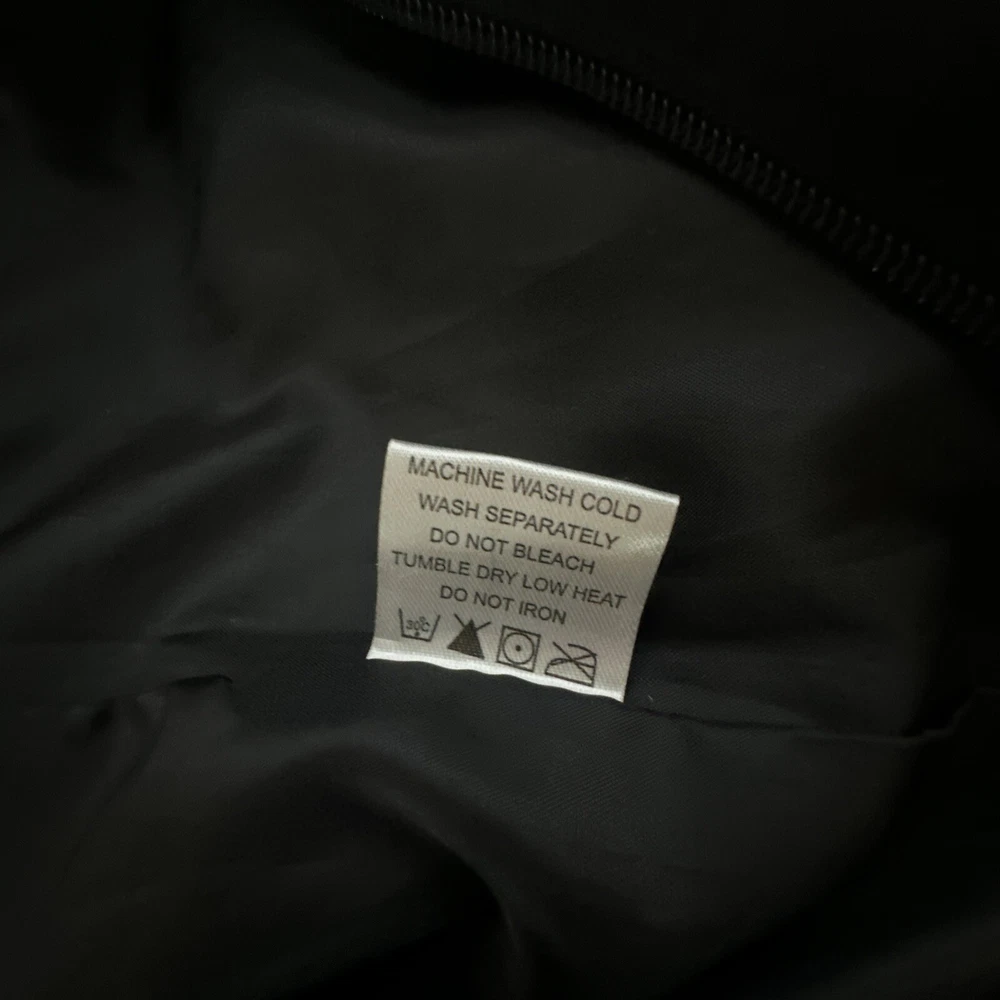 MACHINE WASH COLD
WASH SEPARATELY
DO NOT BLEACH
TUMBLE DRY LOW HEAT
DO NOT IRON
30°C